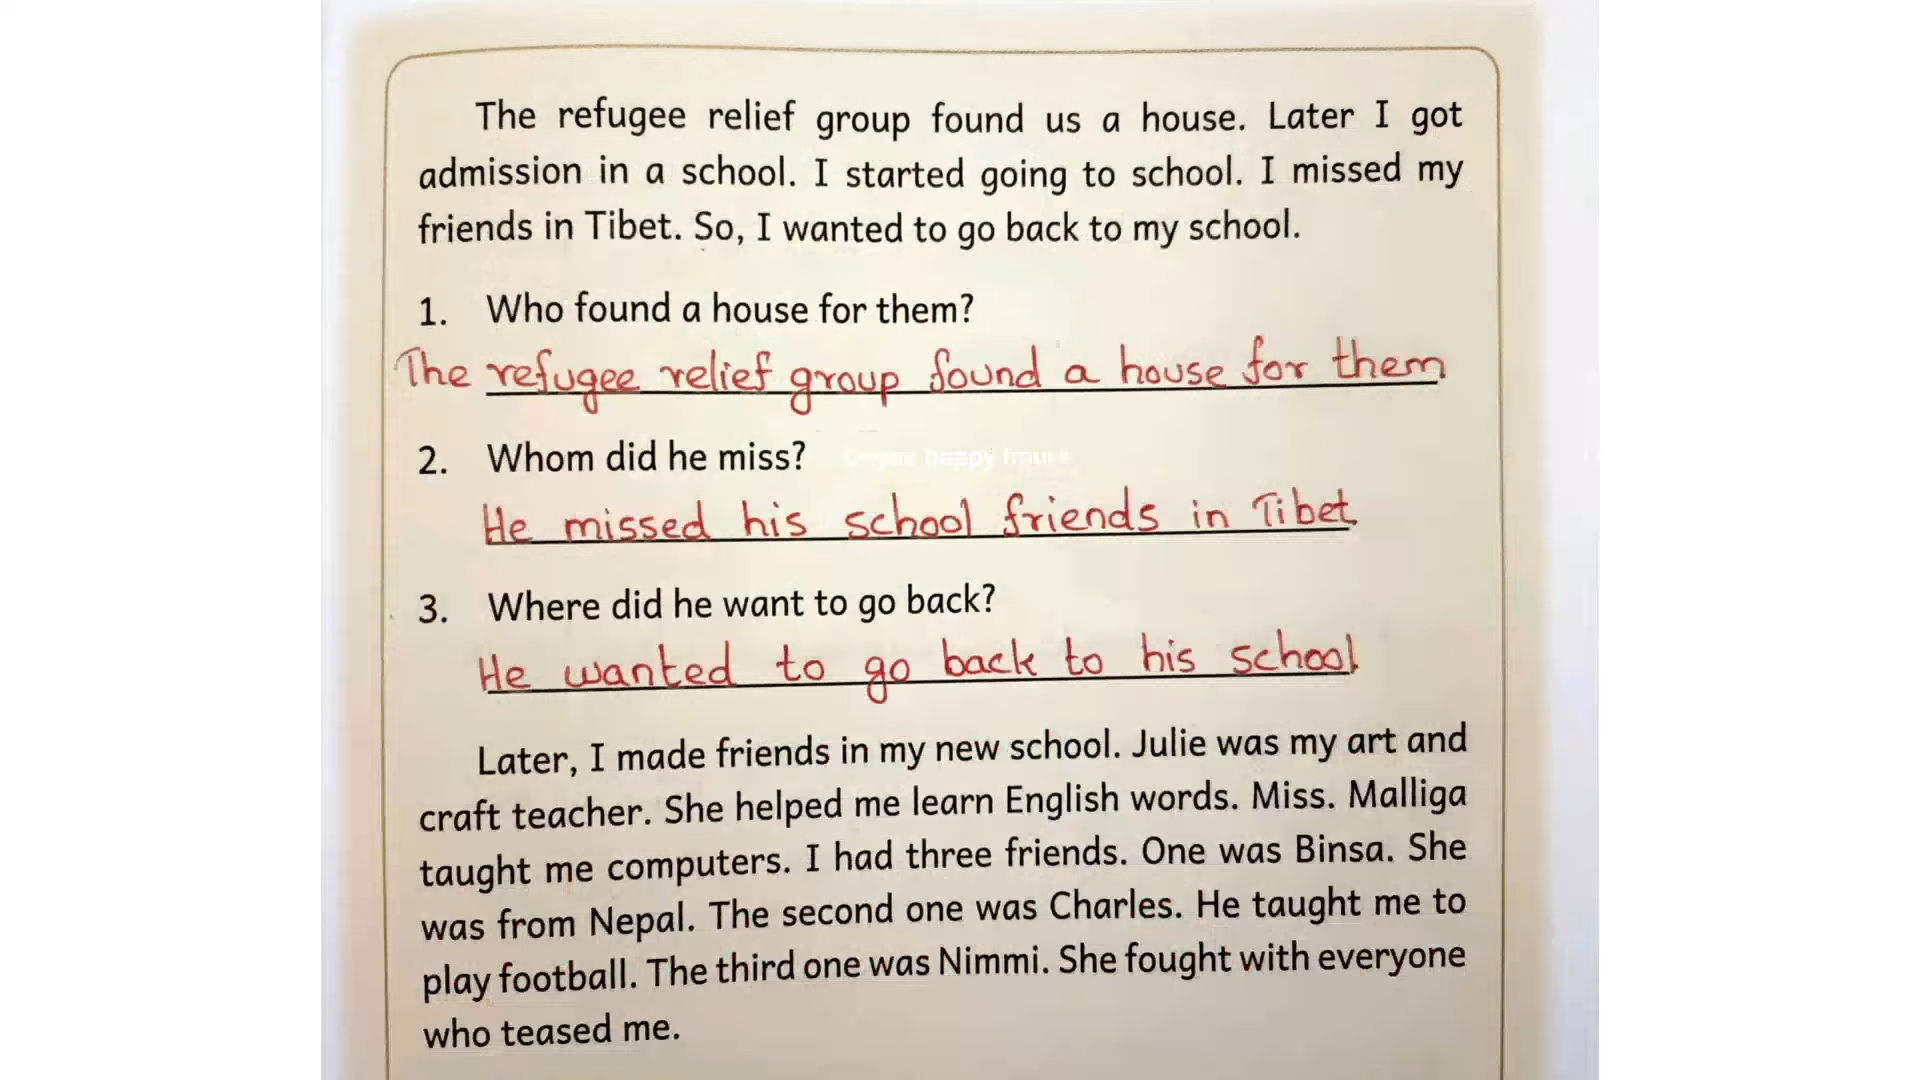 The refugee relief group found us a house. Later I got
admission in a school. I started going to school. I missed my
friends in Tibet. So, I wanted to go back to my school.
1. Who found a house for them?
The refugee relief group found a house for them
2. Whom did he miss?
happy
He missed his school friends in Tibet
3. Where did he want to go back?
He wanted to go back to his school
Later, I made friends in my new school. Julie was my art and
craft teacher. She helped me learn English words. Miss. Malliga
taught me computers. I had three friends. One was Binsa. She
was from Nepal. The second one was Charles. He taught me to
play football. The third one was Nimmi. She fought with everyone
who teased me.